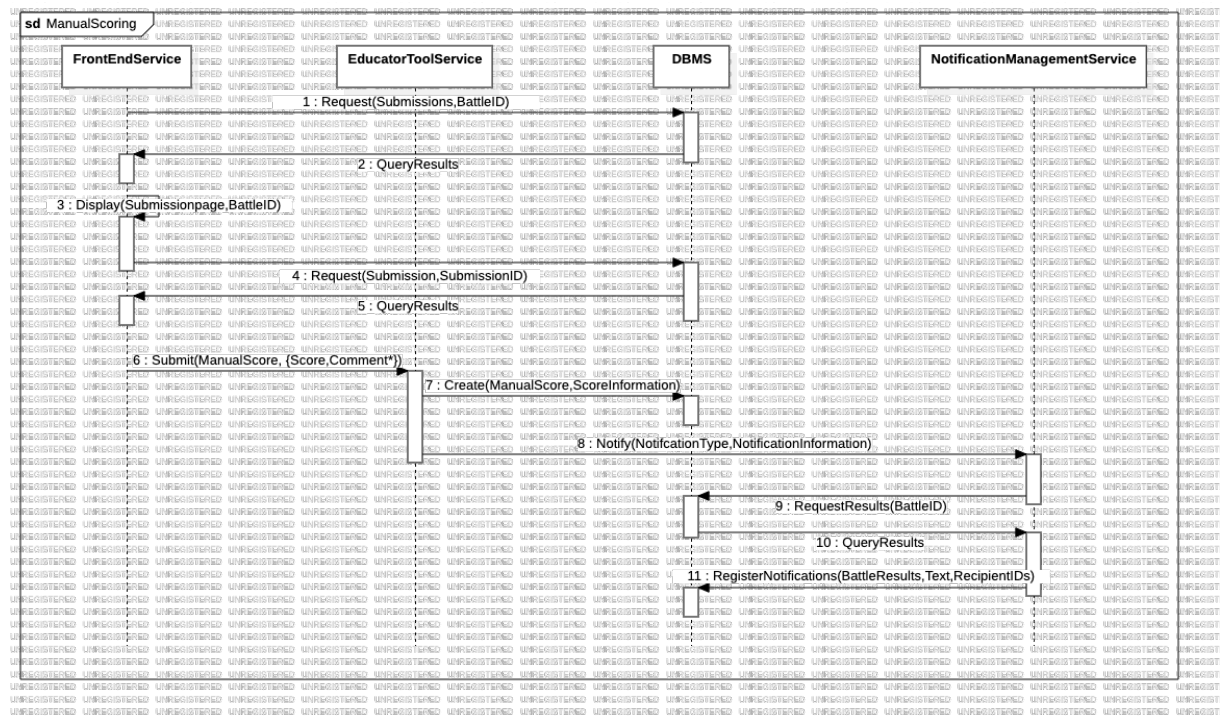 sd ManualScoring
FrontEndService
EducatorToolService
DBMS
NotificationManagementService
1 : Request(Submissions,BattleID)
2 : QueryResults
3 : Display(Submissionpage,BattleID)
4 : Request(Submission,SubmissionID)
5 : QueryResults
6 : Submit(ManualScore, {Score,Comment*})
7 : Create(ManualScore,ScoreInformation)
8 : Notify(NotifcationType,NotificationInformation)
9 : RequestResults(BattleID)
10 : QueryResults
11 : RegisterNotifications(BattleResults,Text,RecipientIDs)
UNREGISTERED